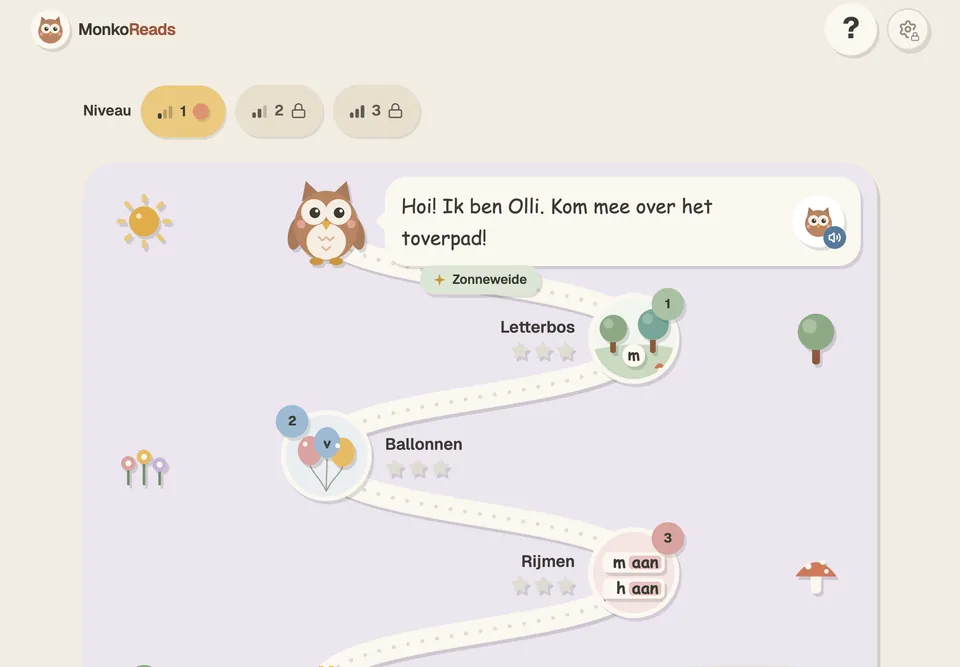 MonkoReads
?
Niveau
1
2
3
Hoi! Ik ben Olli. Kom mee over het
toverpad!
Zonneweide
1
Letterbos
m
2
v
Ballonnen
3
Rijmen
m aan
h aan